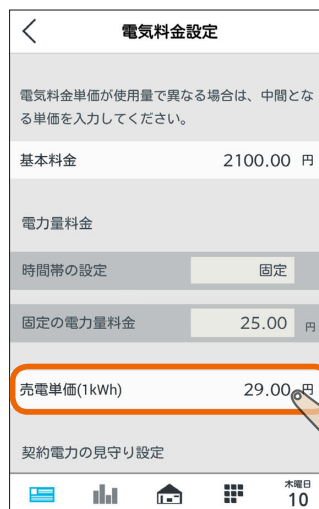 電気料金設定
電気料金単価が使用量で異なる場合は、中間とな
る単価を入力してください。
基本料金 2100.00 円
電力量料金
時間帯の設定 固定
固定の電力量料金 25.00 円
売電単価(1kWh) 29.00 円
契約電力の見守り設定
木曜日
10